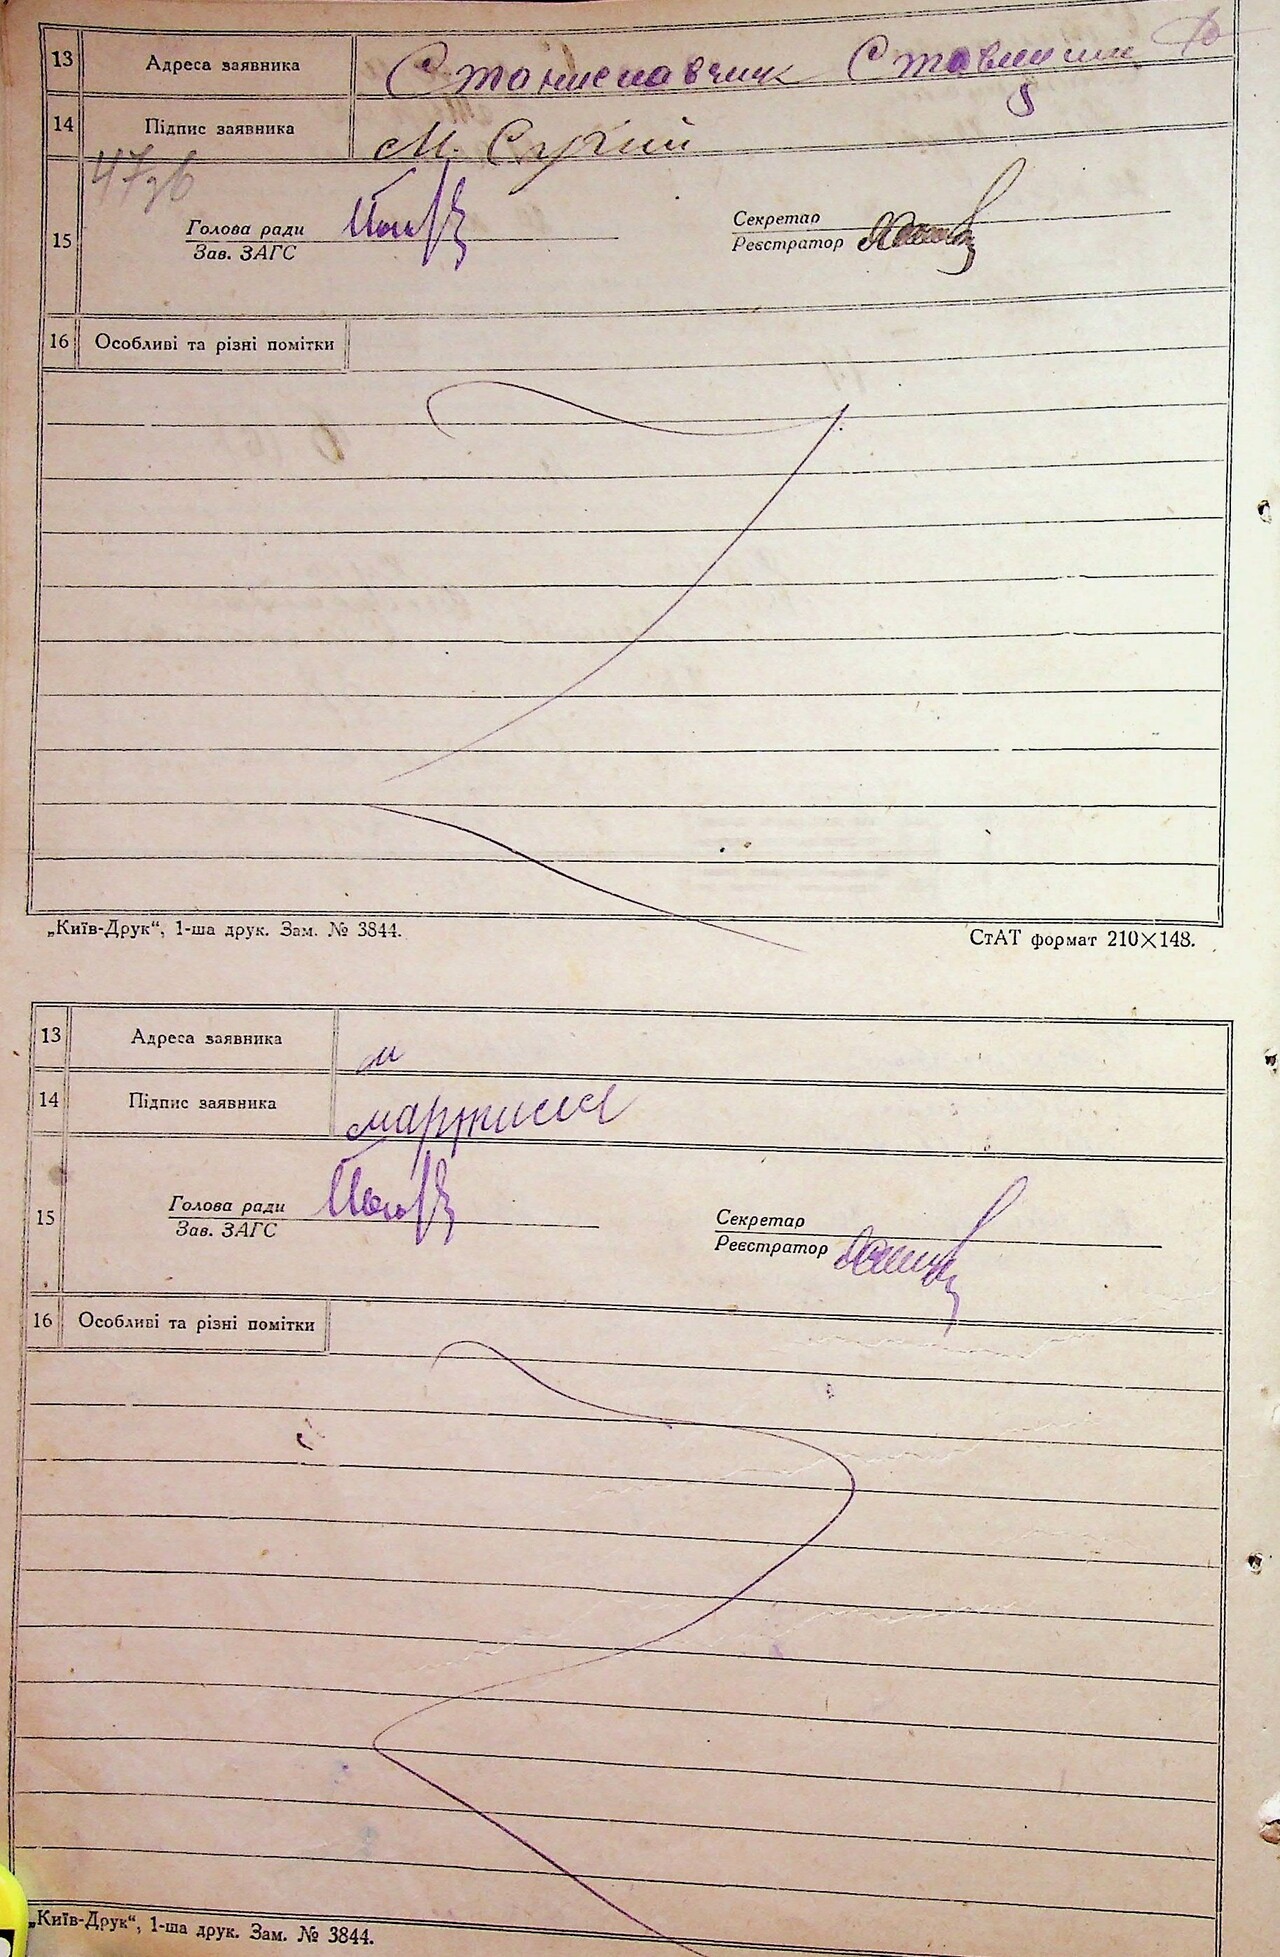 13 Адреса заявника Станиславчик
14 Підпис заявника М. Сухий
47зв
15 Голова ради Секретар
Зав. ЗАГС Реєстратор
16 Особливі та різні помітки
„Київ-Друк“, 1-ша друк. Зам. № 3844. СтАТ формат 210×148.
13 Адреса заявника
14 Підпис заявника
15 Голова ради Секретар
Зав. ЗАГС Реєстратор
16 Особливі та різні помітки
„Київ-Друк“, 1-ша друк. Зам. № 3844.